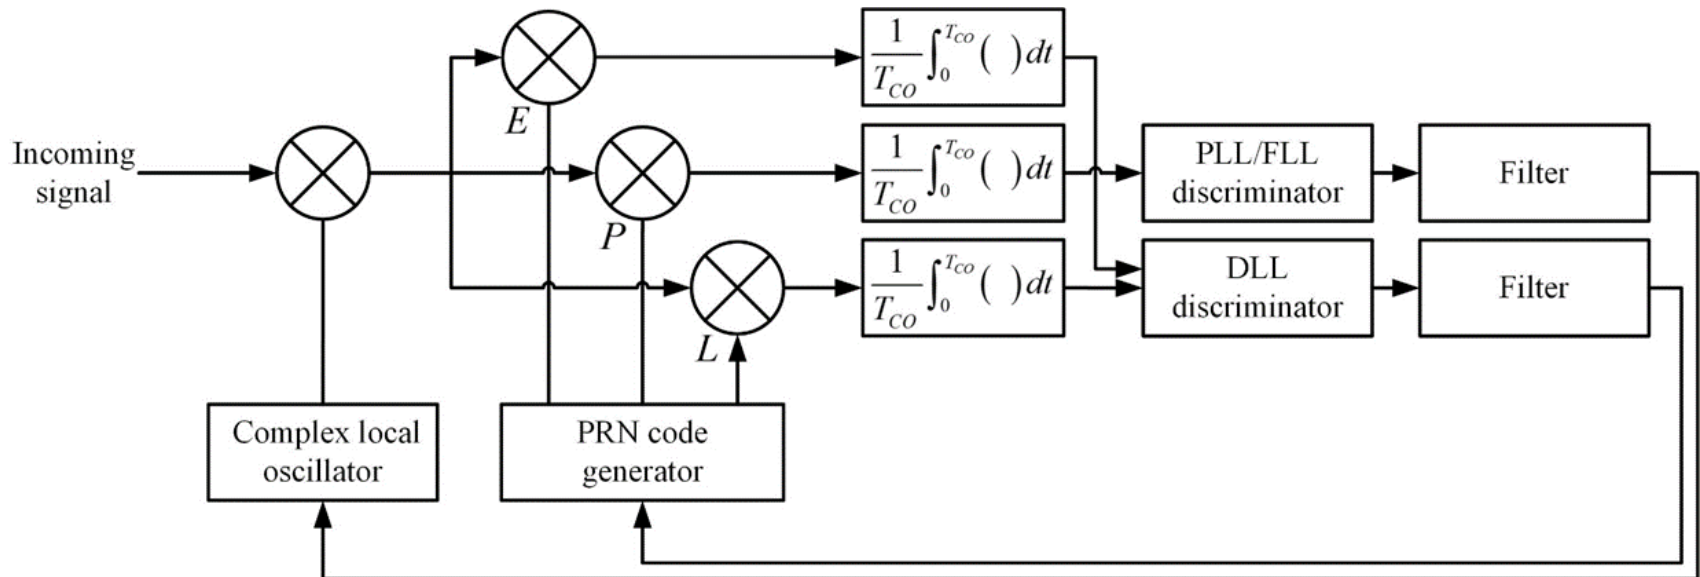 E
1/T_CO ∫_0^T_CO ( ) dt
Incoming
signal
P
1/T_CO ∫_0^T_CO ( ) dt
PLL/FLL
discriminator
Filter
L
1/T_CO ∫_0^T_CO ( ) dt
DLL
discriminator
Filter
Complex local
oscillator
PRN code
generator